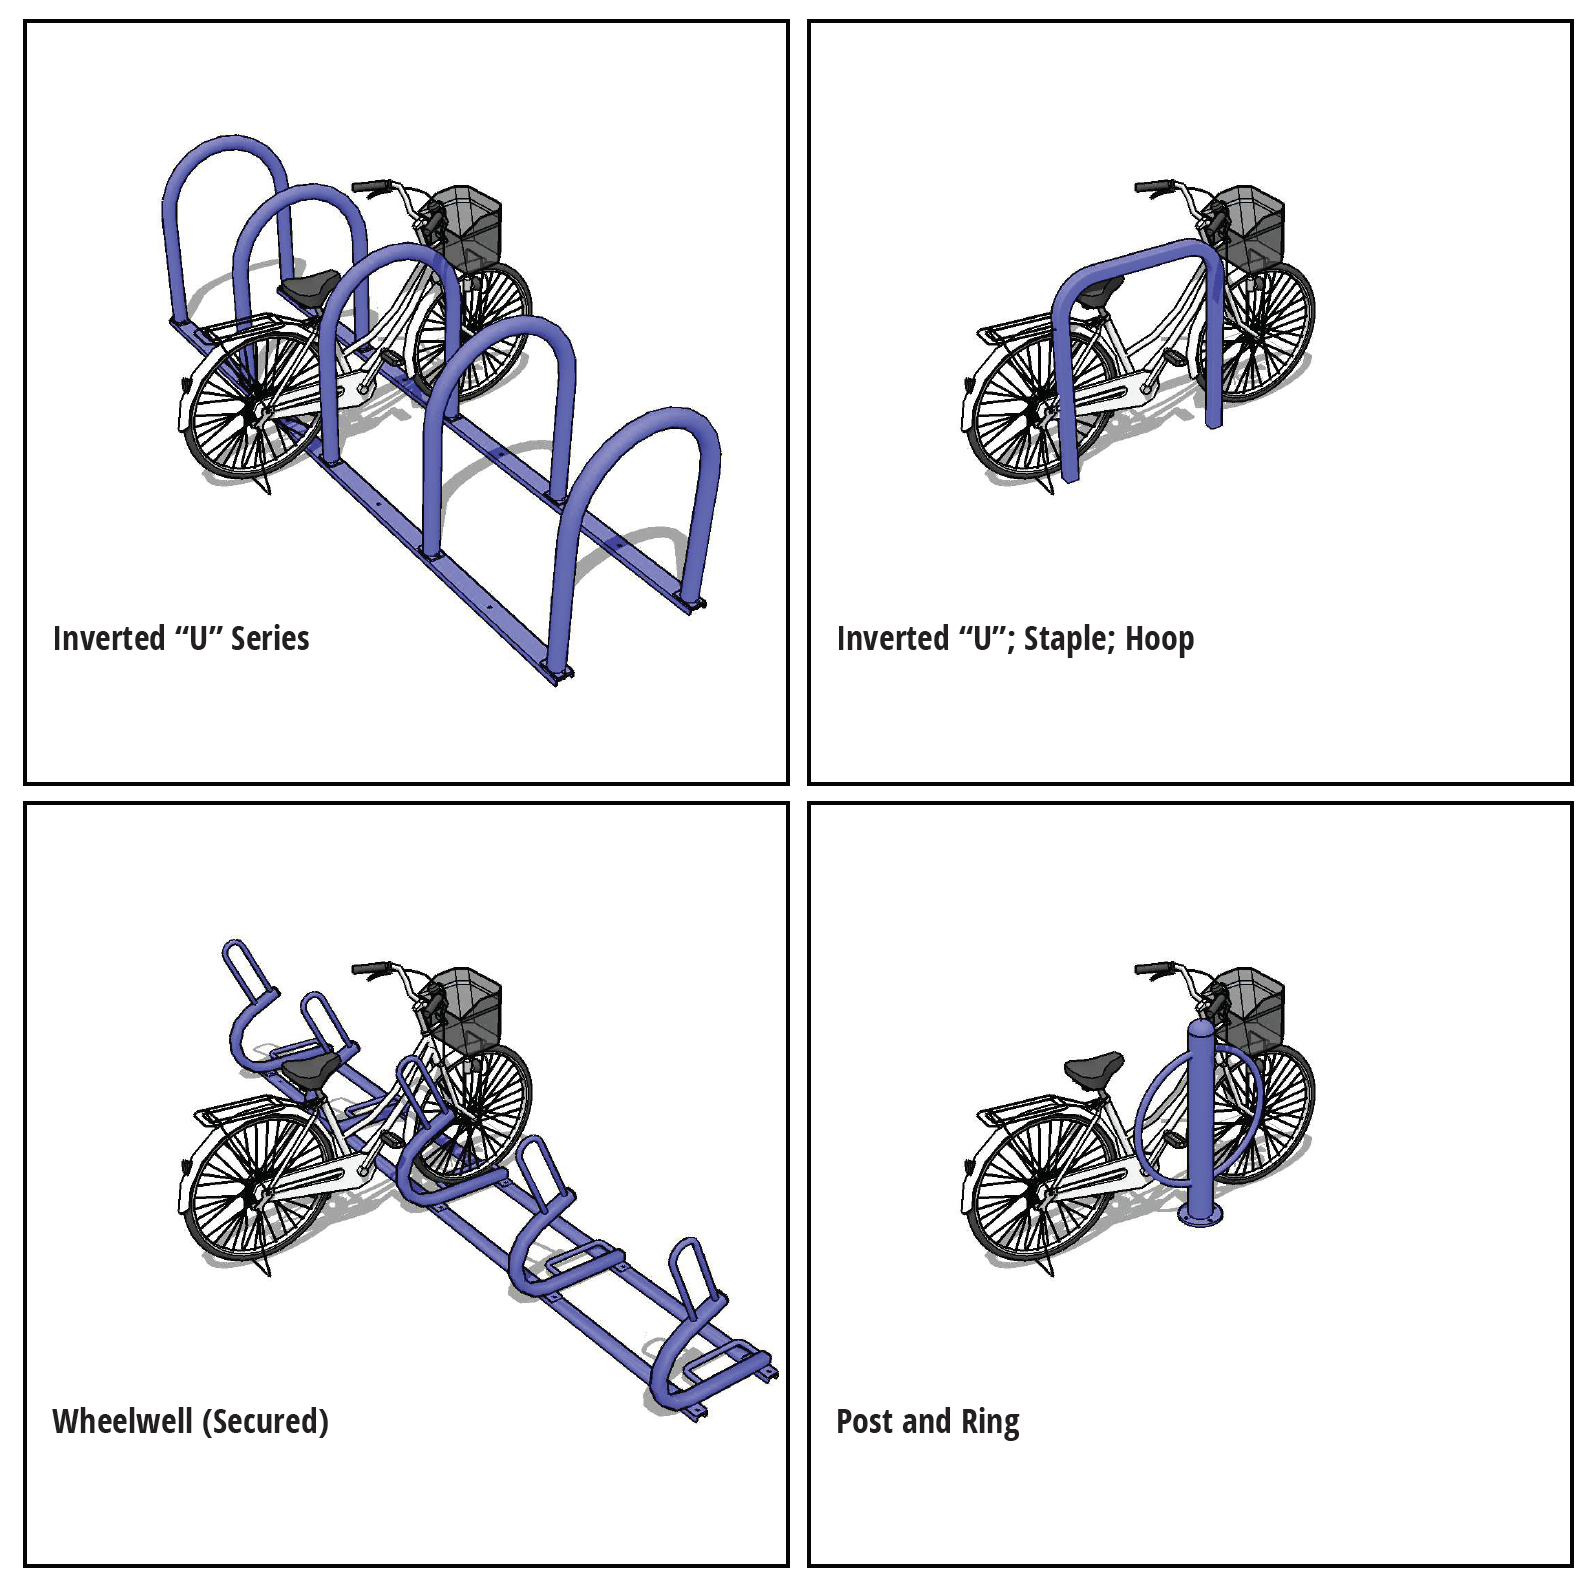 Inverted “U” Series
Inverted “U”; Staple; Hoop
Wheelwell (Secured)
Post and Ring